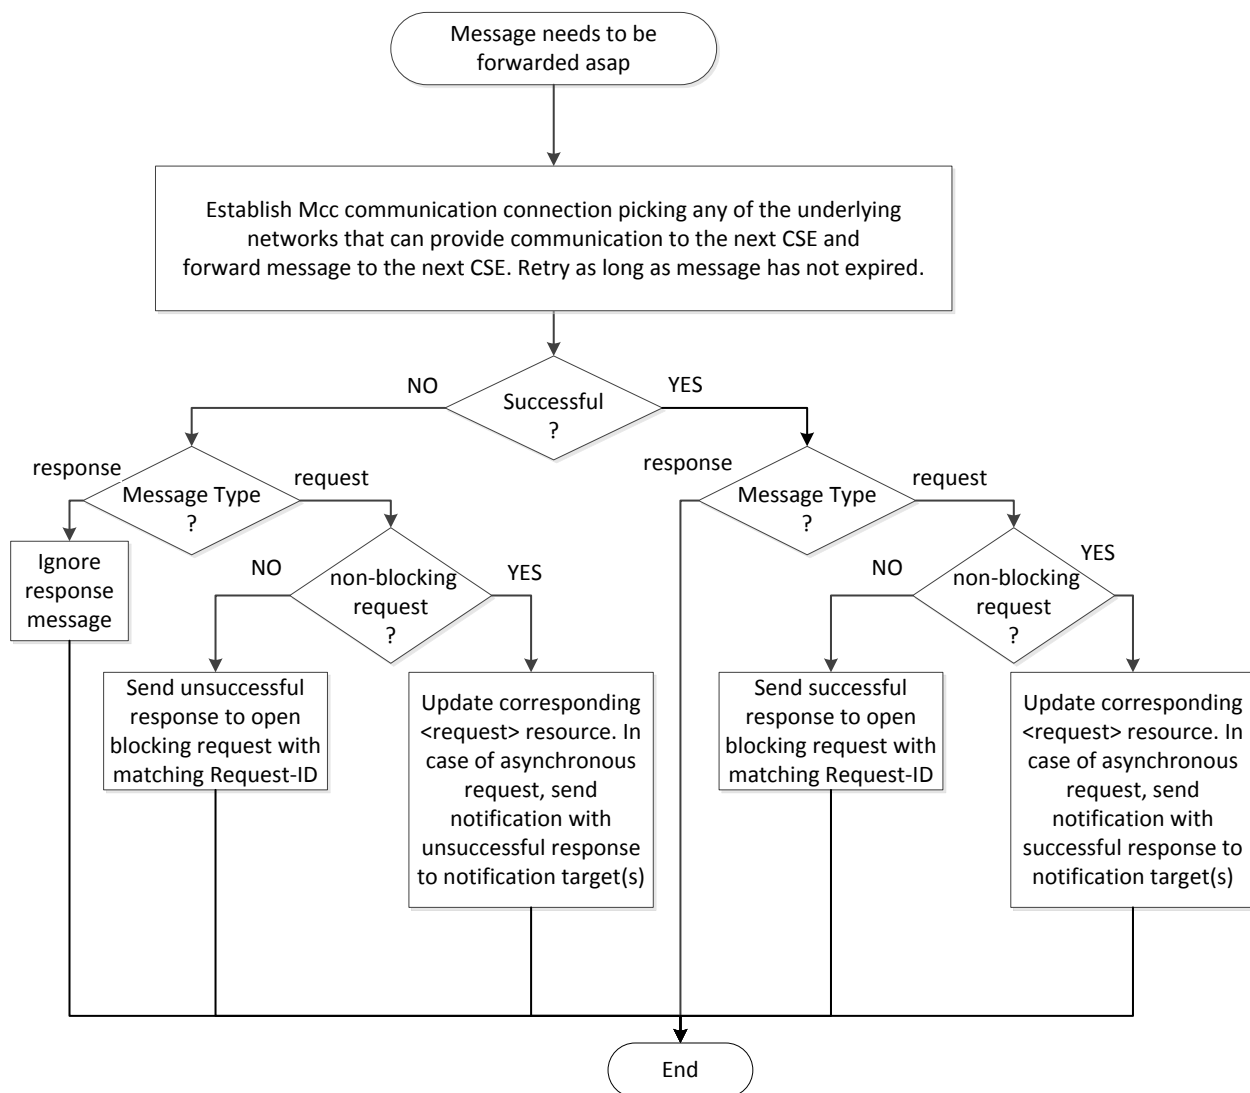 Message needs to be
forwarded asap
Establish Mcc communication connection picking any of the underlying
networks that can provide communication to the next CSE and
forward message to the next CSE. Retry as long as message has not expired.
NO
YES
Successful
?
response
request
Message Type
?
response
request
Message Type
?
Ignore
response
message
NO
YES
non-blocking
request
?
NO
YES
non-blocking
request
?
Send unsuccessful
response to open
blocking request with
matching Request-ID
Update corresponding
<request> resource. In
case of asynchronous
request, send
notification with
unsuccessful response
to notification target(s)
Send successful
response to open
blocking request with
matching Request-ID
Update corresponding
<request> resource. In
case of asynchronous
request, send
notification with
successful response to
notification target(s)
End